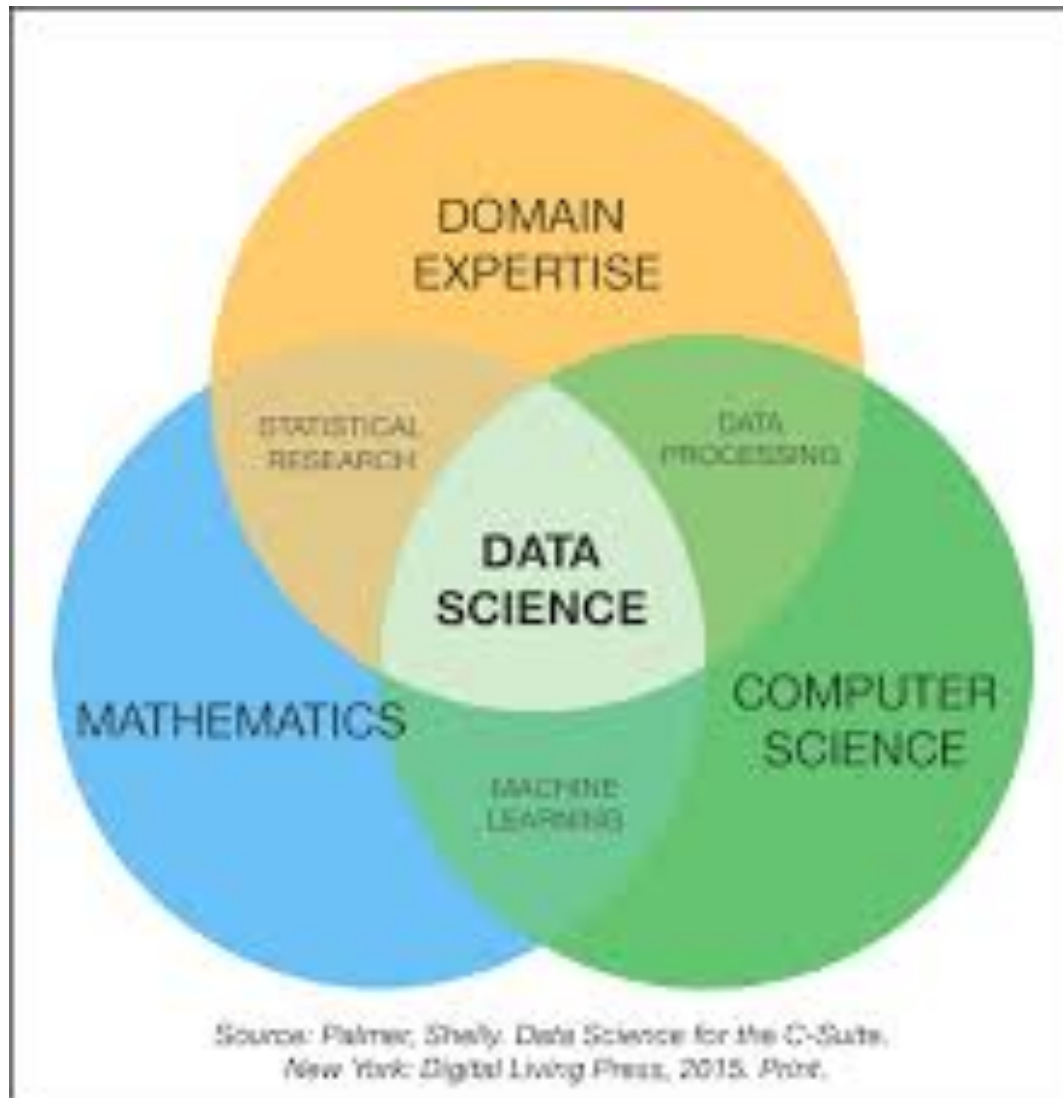 DOMAIN
EXPERTISE
STATISTICAL
RESEARCH
DATA
PROCESSING
DATA
SCIENCE
MATHEMATICS
COMPUTER
SCIENCE
MACHINE
LEARNING
Source: Palmer, Shelly. Data Science for the C-Suite.
New York: Digital Living Press, 2015. Print.